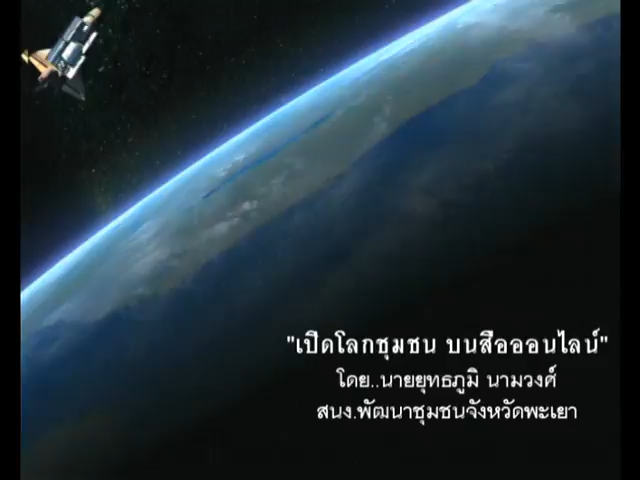 "เปิดโลกชุมชน บนสื่อออนไลน์"
โดย..นายยุทธภูมิ นามวงศ์
สนง.พัฒนาชุมชนจังหวัดพะเยา